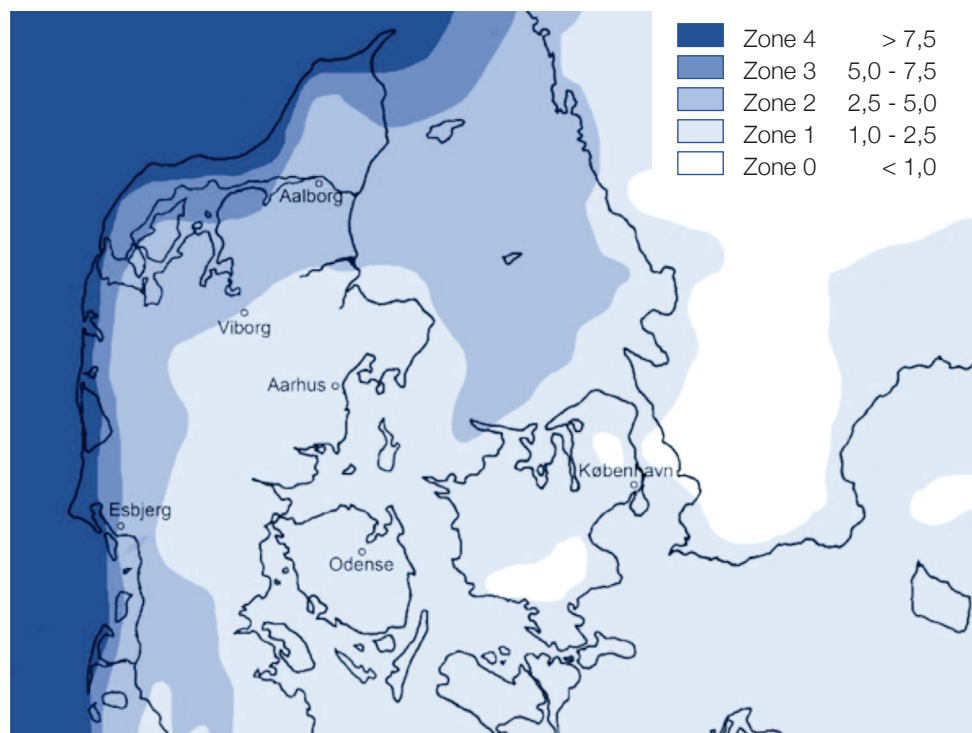 Zone 4 > 7,5
Zone 3 5,0 - 7,5
Zone 2 2,5 - 5,0
Zone 1 1,0 - 2,5
Zone 0 < 1,0
Aalborg
Viborg
Aarhus
København
Esbjerg
Odense